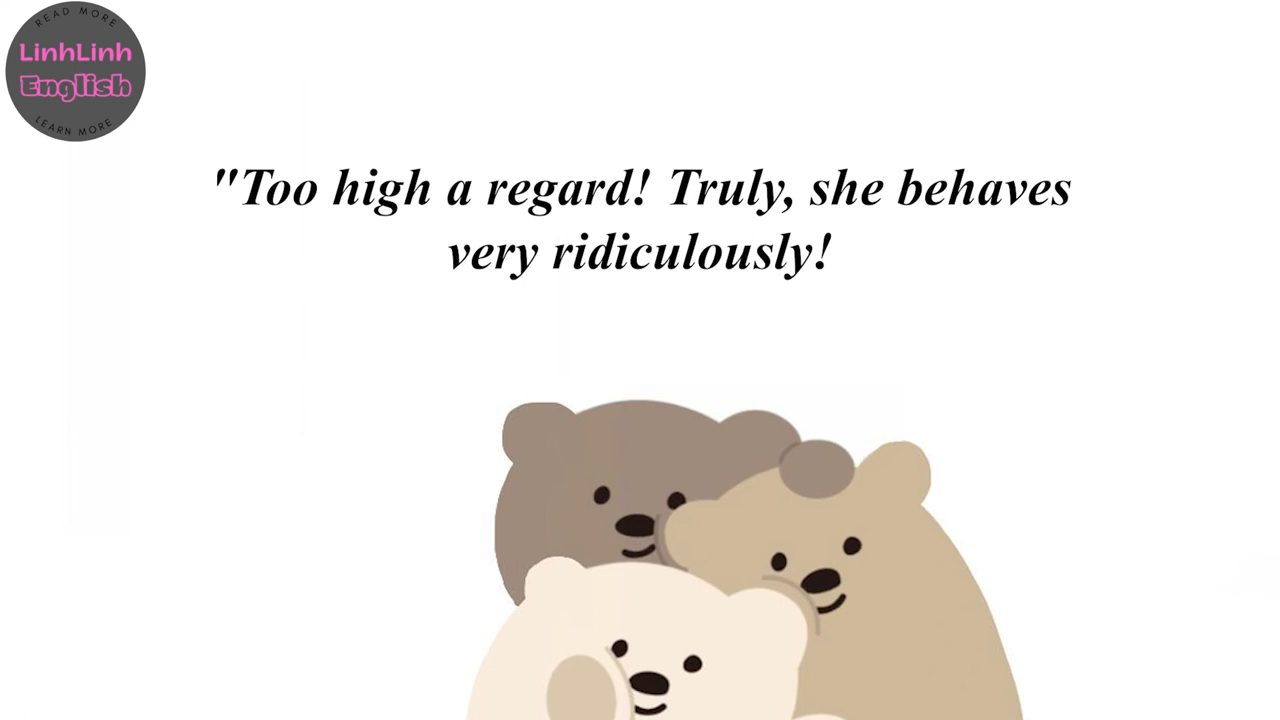 READ MORE
LinhLinh
English
LEARN MORE
"Too high a regard! Truly, she behaves
very ridiculously!